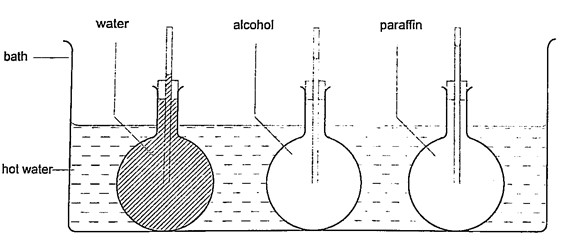 water
alcohol
paraffin
bath
hot water